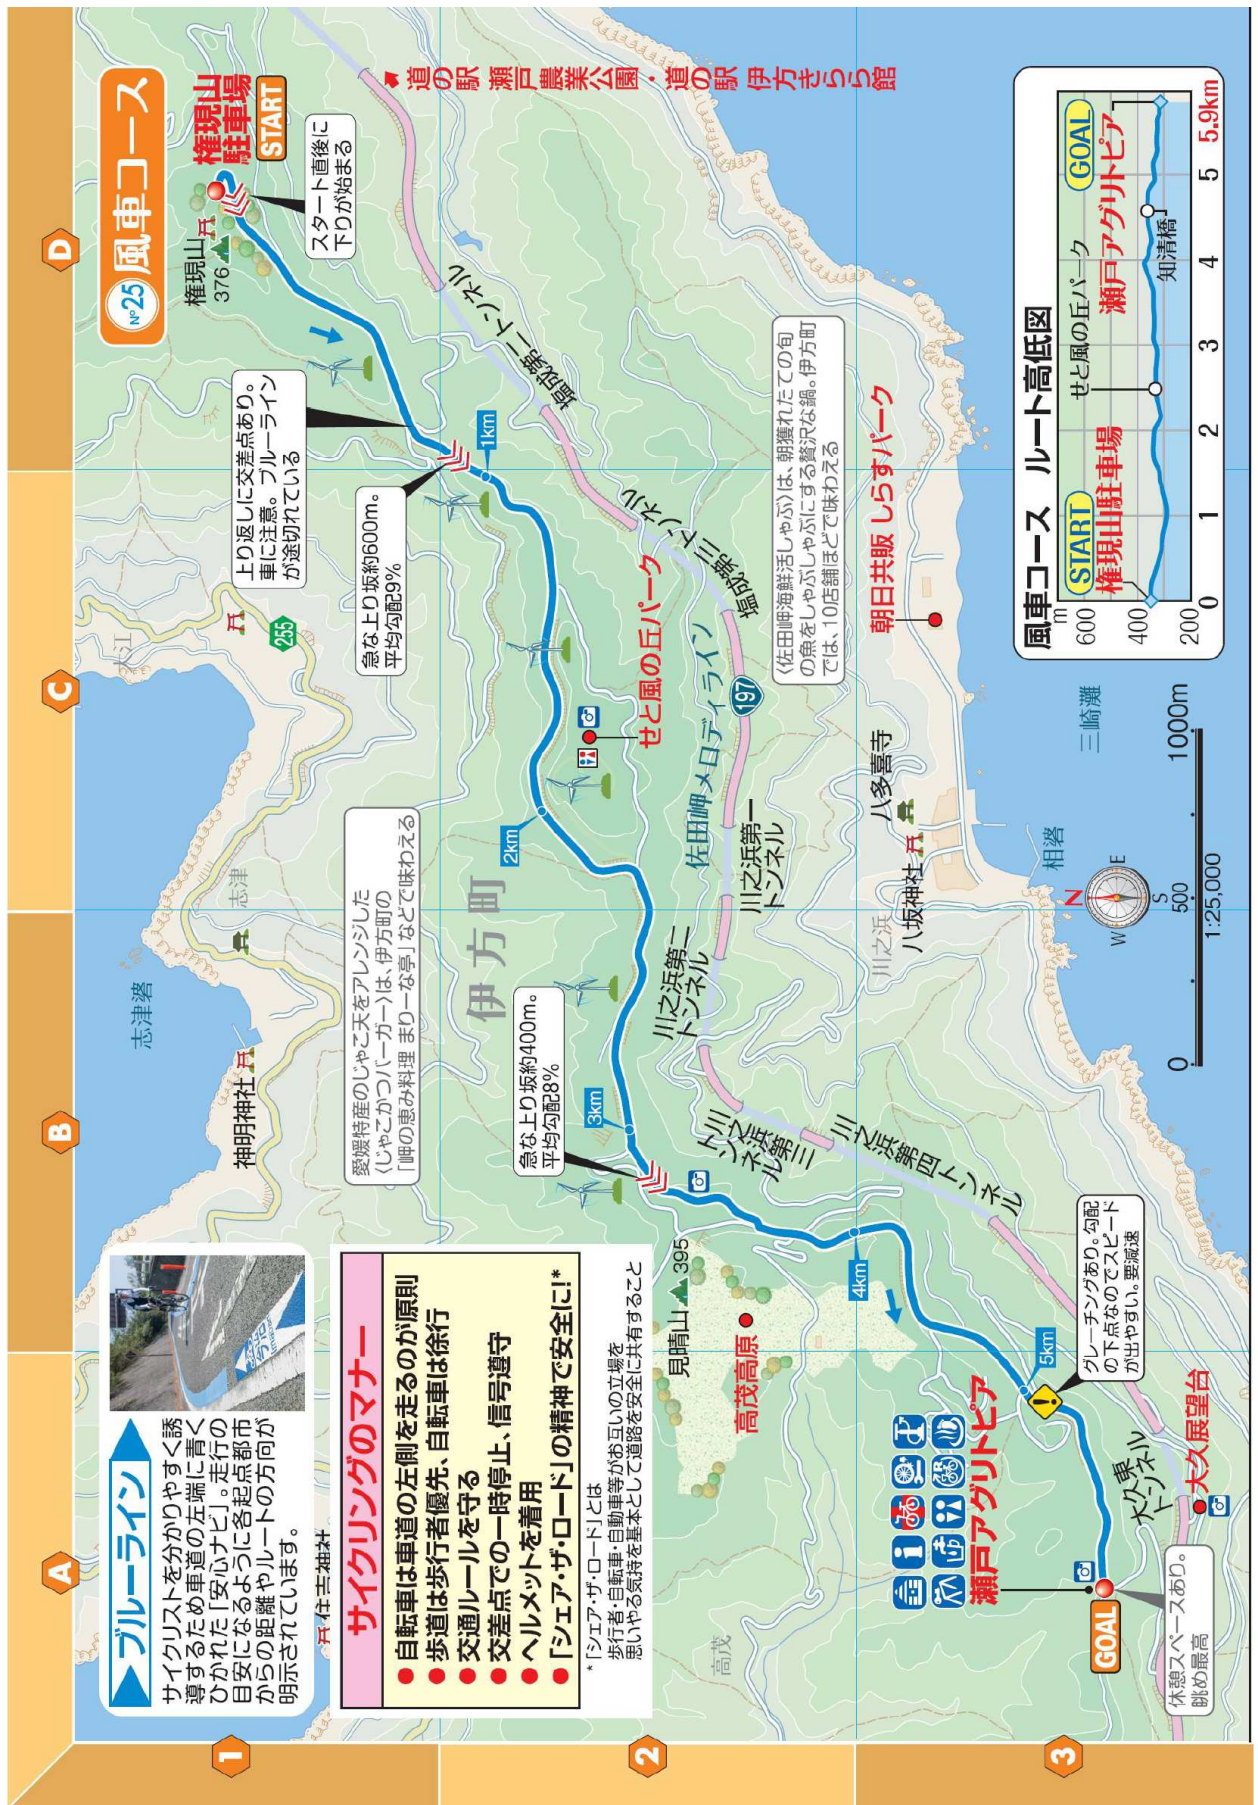 A
B
C
D
1
2
3
ブルーライン
サイクリストを分かりやすく誘
導するため車道の左端に青く
ひかれた「安心ナビ」。走行の
目安になるように各起点都市
からの距離やルートの方向が
明示されています。
サイクリングのマナー
自転車は車道の左側を走るのが原則
歩道は歩行者優先、自転車は徐行
交通ルールを守る
交差点での一時停止、信号遵守
ヘルメットを着用
「シェア・ザ・ロード」の精神で安全に!*
*「シェア・ザ・ロード」とは
歩行者・自転車・自動車等がお互いの立場を
思いやる気持を基本として道路を安全に共有すること
N°25 風車コース
権現山
駐車場
START
スタート直後に
下りが始まる
権現山
376
上り返しに交差点あり。
車に注意。ブルーライン
が途切れている
急な上り坂約600m。
平均勾配9%
1km
2km
3km
4km
5km
大江
255
志津
志津碆
神明神社
住吉神社
愛媛特産のじゃこ天をアレンジした
〈じゃこかつバーガー〉は、伊方町の
「岬の恵み料理 まりーな亭」などで味わえる
伊方町
急な上り坂約400m。
平均勾配8%
せと風の丘パーク
道の駅 瀬戸農業公園・道の駅 伊方きらら館
塩成第一トンネル
塩成第二トンネル
佐田岬メロディライン
197
川之浜第一
トンネル
川之浜第二
トンネル
川之浜第三
トンネル
川之浜第四トンネル
〈佐田岬海鮮活しゃぶ〉は、朝獲れたての旬
の魚をしゃぶしゃぶにする贅沢な鍋。伊方町
では、10店舗ほどで味わえる
朝日共販 しらすパーク
八多喜寺
八坂神社
川之浜
相碆
三崎灘
見晴山
395
高茂高原
高茂
瀬戸アグリトピア
グレーチングあり。勾配
の下点なのでスピード
が出やすい。要減速
大久東
トンネル
大久展望台
GOAL
休憩スペースあり。
眺め最高
N
E
S
W
0
500
1000m
1:25,000
風車コース ルート高低図
m
600
400
200
START
権現山駐車場
せと風の丘パーク
知清橋
GOAL
瀬戸アグリトピア
0
1
2
3
4
5
5.9km